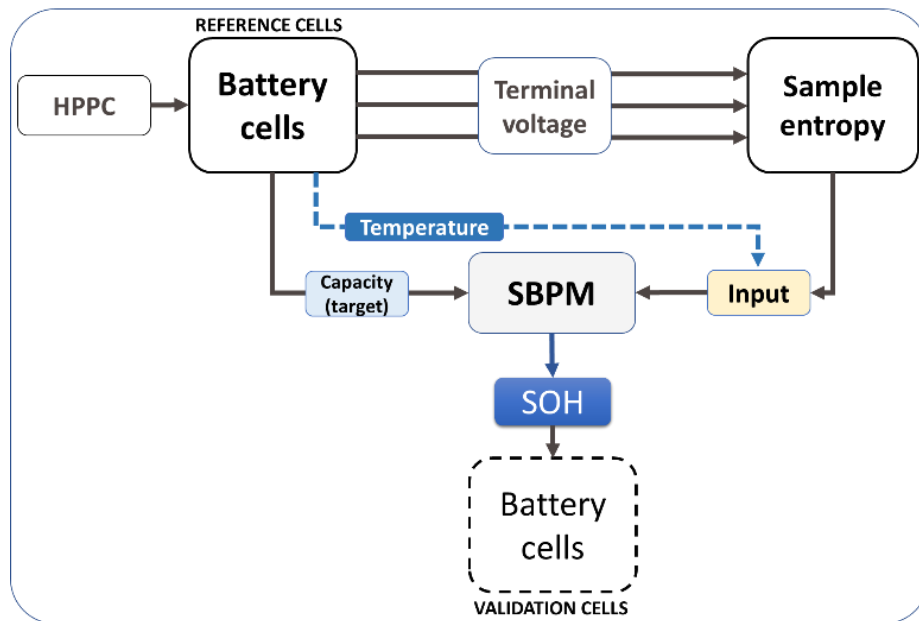 REFERENCE CELLS
HPPC
Battery
cells
Terminal
voltage
Sample
entropy
Temperature
Capacity
(target)
SBPM
Input
SOH
Battery
cells
VALIDATION CELLS